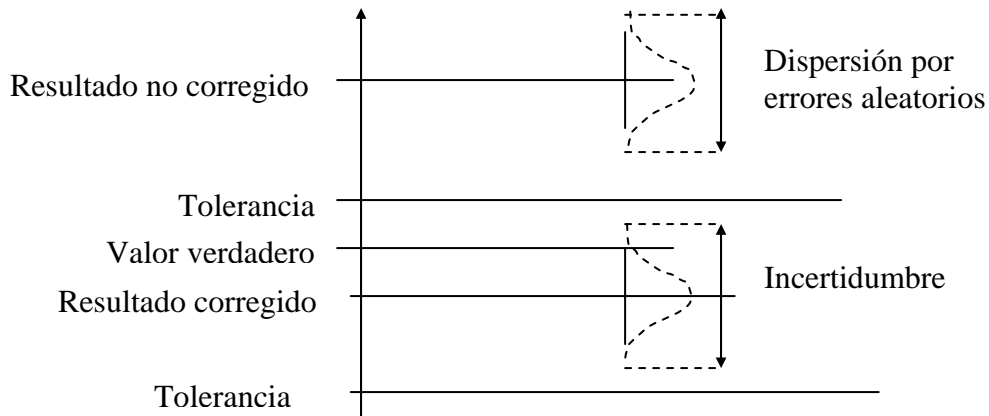 Resultado no corregido
Dispersión por
errores aleatorios
Tolerancia
Valor verdadero
Resultado corregido
Incertidumbre
Tolerancia